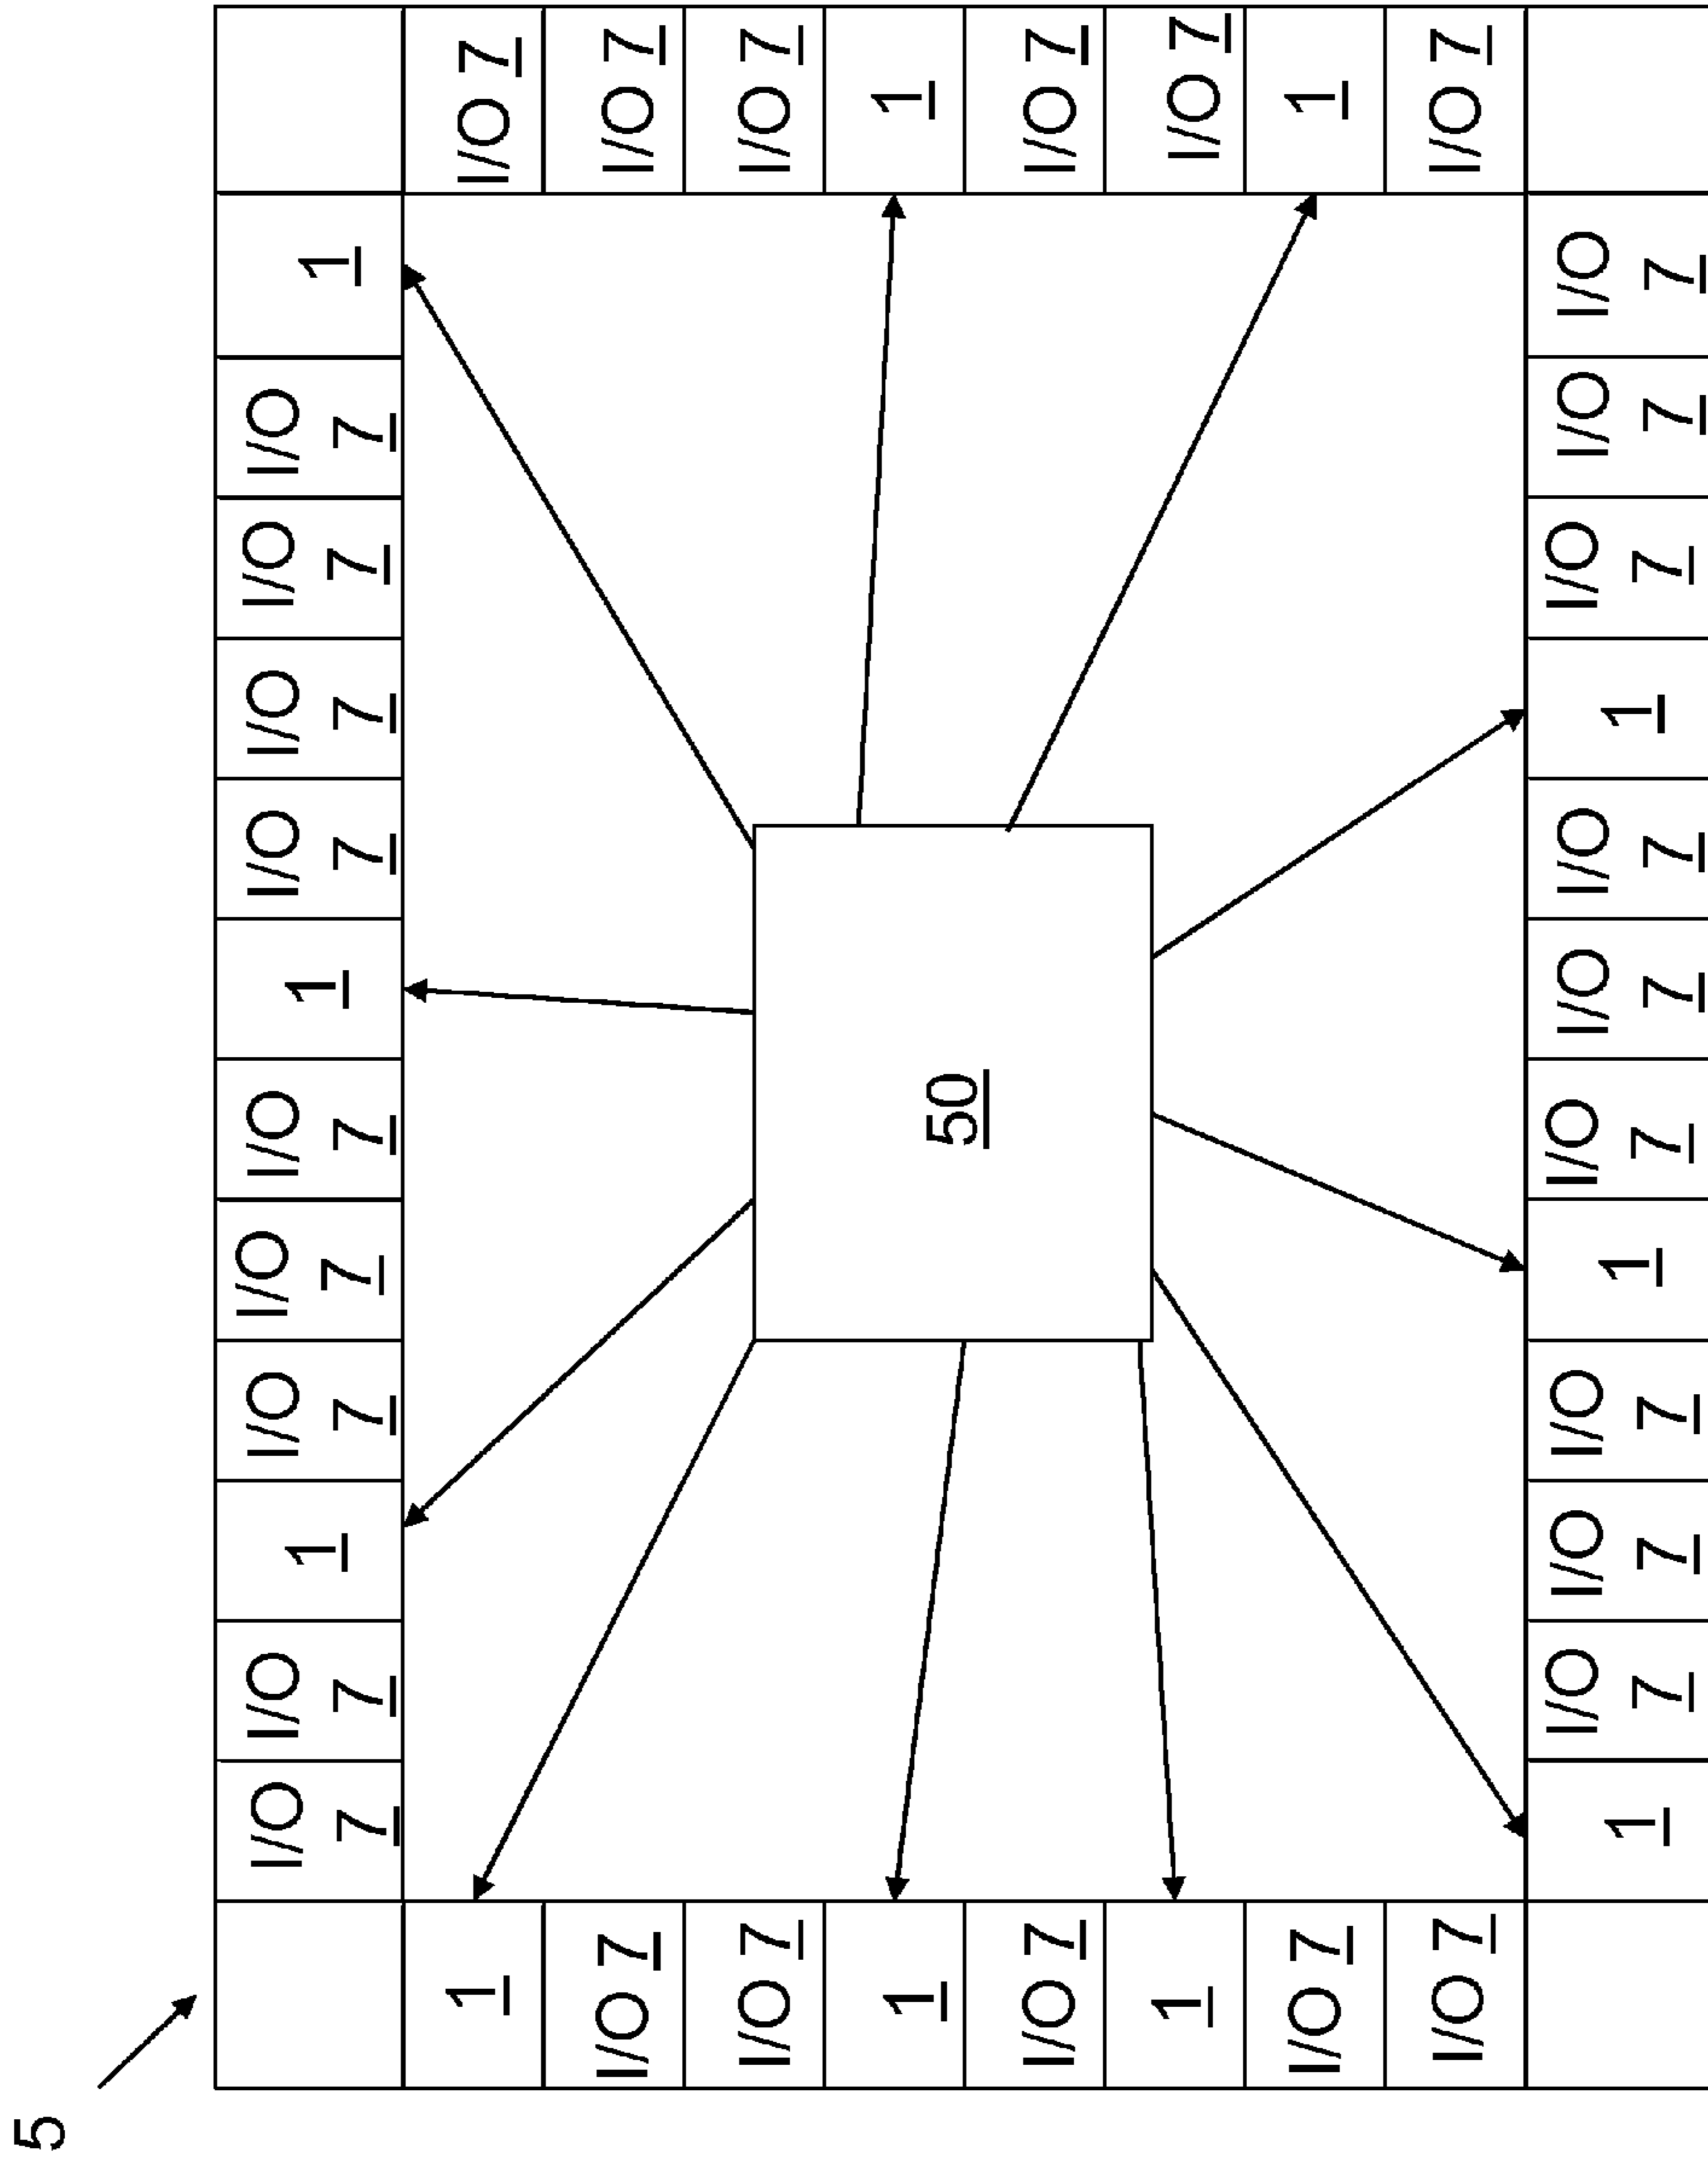 5
I/O I/O I/O I/O I/O I/O I/O I/O I/O
7 7 1 7 7 7 1 7 7 7 7 1
1 I/O 7
I/O 7 I/O 7
I/O 7 I/O 7
1 1
50
I/O 7 I/O 7
1 I/O 7
I/O 7 1
I/O 7 I/O 7
I/O I/O I/O I/O I/O I/O I/O I/O I/O
1 7 7 7 1 7 7 7 1 7 7 7